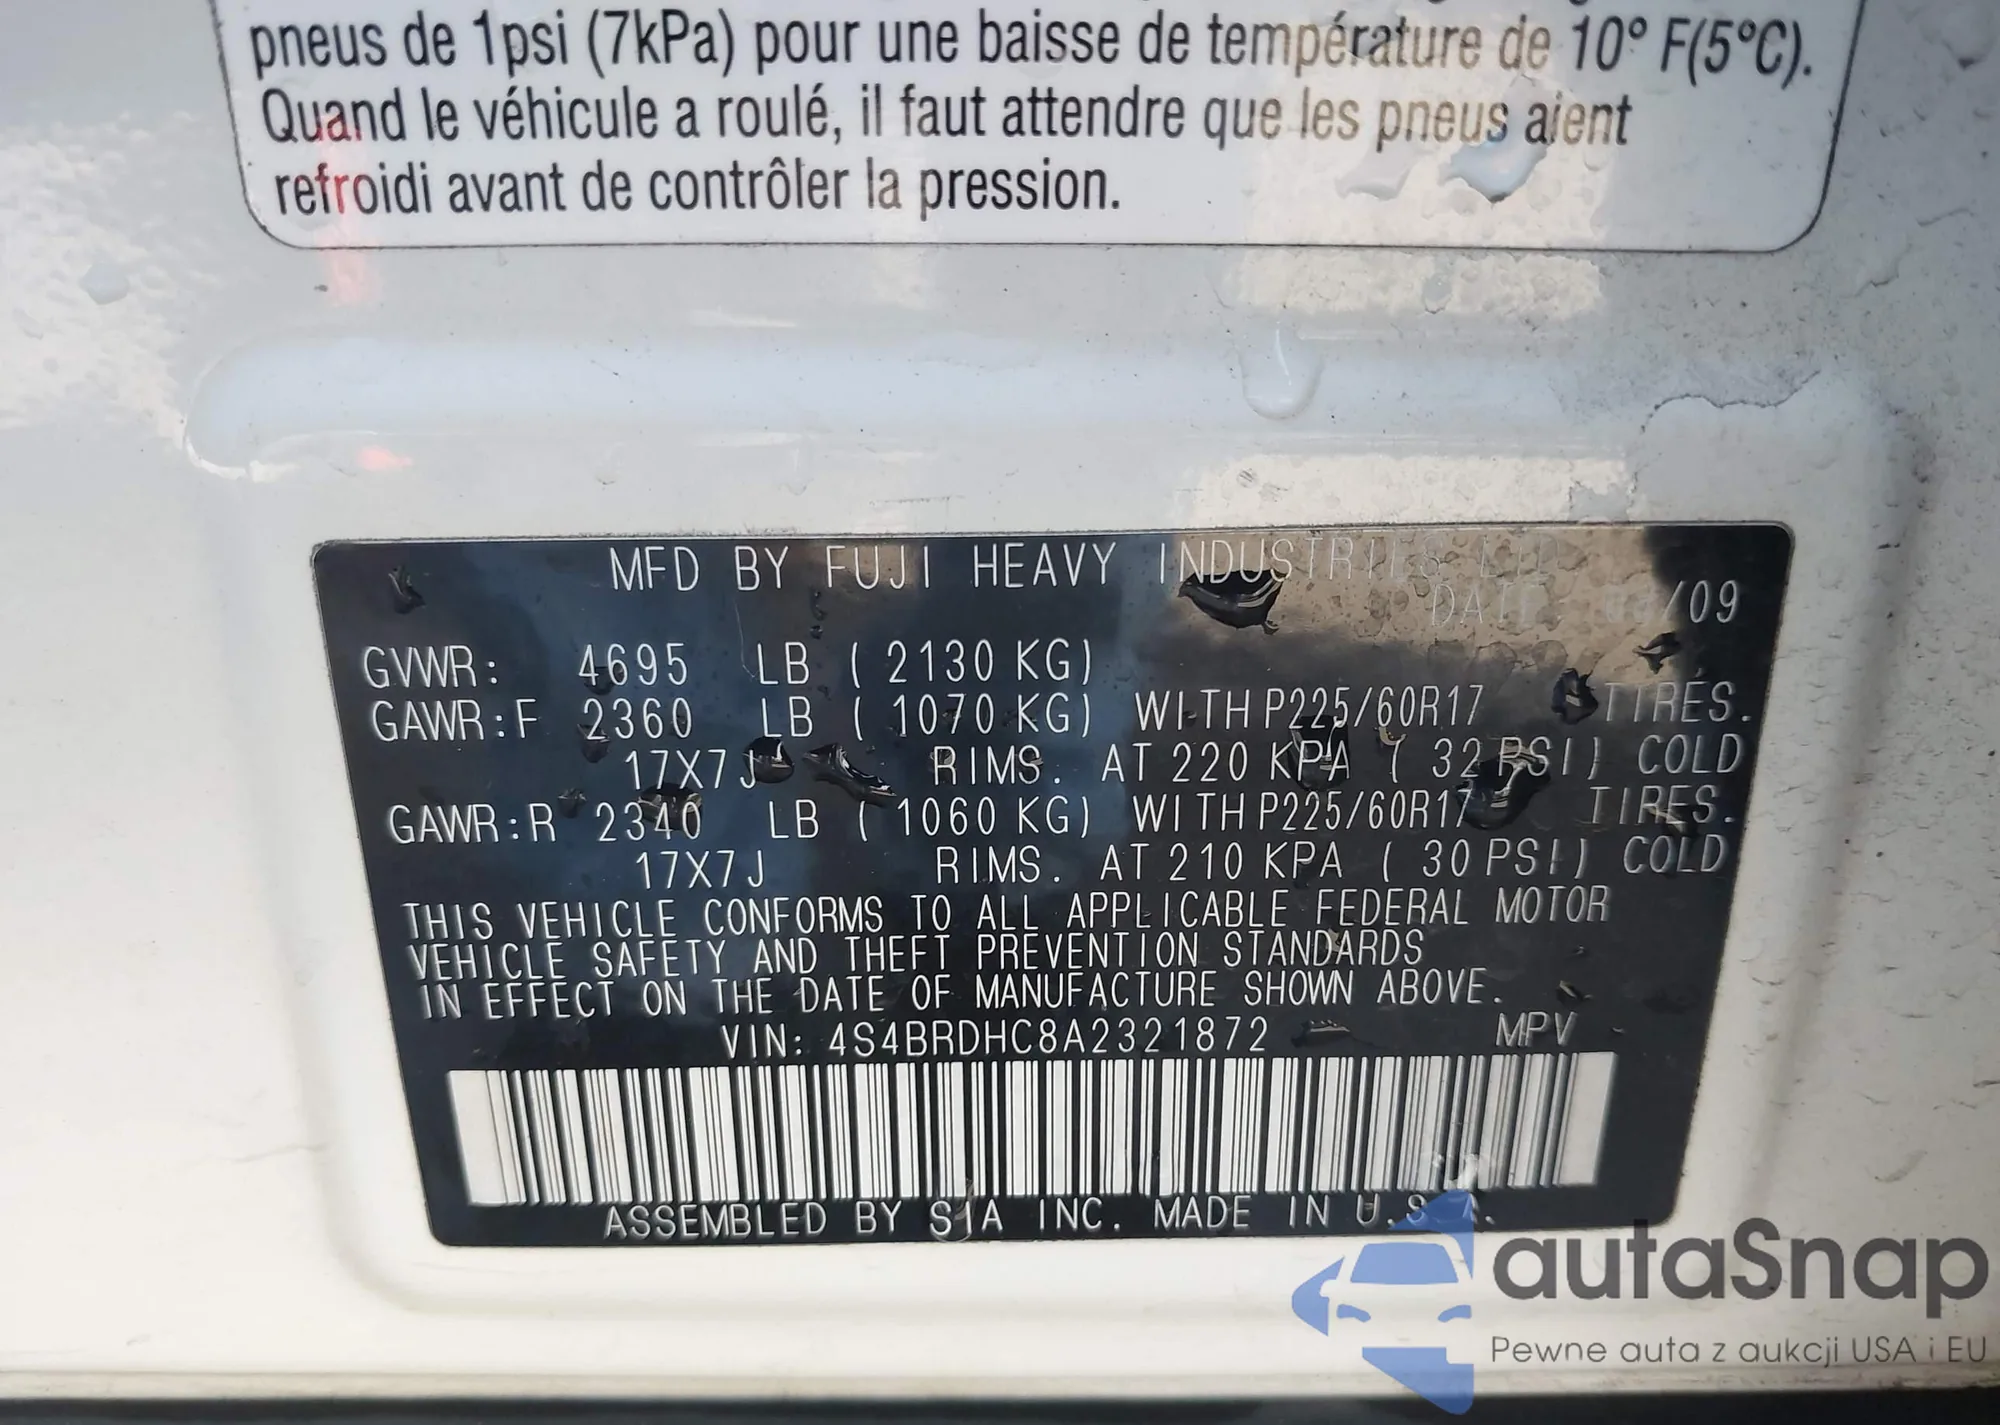 pneus de 1psi (7kPa) pour une baisse de température de 10° F(5°C).
Quand le véhicule a roulé, il faut attendre que les pneus aient
refroidi avant de contrôler la pression.
MFD BY FUJI HEAVY INDUSTRIES LTD.
DATE /09
GVWR: 4695 LB ( 2130 KG)
GAWR:F 2360 LB ( 1070 KG) WITH P225/60R17 TIRES.
17X7J RIMS. AT 220 KPA ( 32 PSI) COLD
GAWR:R 2340 LB ( 1060 KG) WITH P225/60R17 TIRES.
17X7J RIMS. AT 210 KPA ( 30 PSI) COLD
THIS VEHICLE CONFORMS TO ALL APPLICABLE FEDERAL MOTOR
VEHICLE SAFETY AND THEFT PREVENTION STANDARDS
IN EFFECT ON THE DATE OF MANUFACTURE SHOWN ABOVE.
VIN: 4S4BRDHC8A2321872 MPV
ASSEMBLED BY SIA INC. MADE IN U.S.A.
autaSnap
Pewne auta z aukcji USA i EU